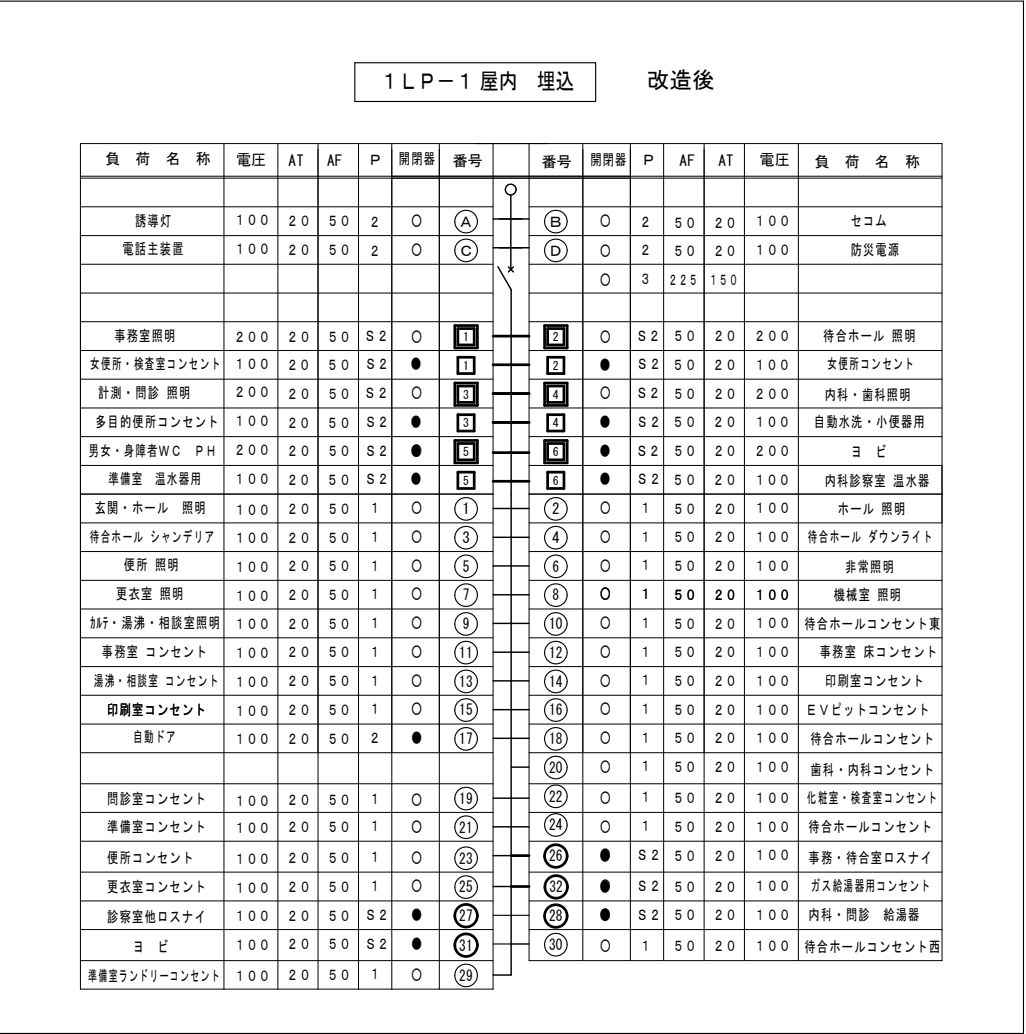 1LP-1屋内 埋込 改造後
負荷名称 電圧 AT AF P 開閉器 番号 番号 開閉器 P AF AT 電圧 負荷名称
誘導灯 100 20 50 2 ○ A B ○ 2 50 20 100 セコム
電話主装置 100 20 50 2 ○ C D ○ 2 50 20 100 防災電源
○ 3 225 150
事務室照明 200 20 50 S2 ○ 1 2 ○ S2 50 20 200 待合ホール 照明
女便所・検査室コンセント 100 20 50 S2 ● 1 2 ● S2 50 20 100 女便所コンセント
計測・問診 照明 200 20 50 S2 ○ 3 4 ○ S2 50 20 200 内科・歯科照明
多目的便所コンセント 100 20 50 S2 ● 3 4 ● S2 50 20 100 自動水洗・小便器用
男女・身障者WC PH 200 20 50 S2 ● 5 6 ● S2 50 20 200 ヨ ビ
準備室 温水器用 100 20 50 S2 ● 5 6 ● S2 50 20 100 内科診察室 温水器
玄関・ホール 照明 100 20 50 1 ○ 1 2 ○ 1 50 20 100 ホール 照明
待合ホール シャンデリア 100 20 50 1 ○ 3 4 ○ 1 50 20 100 待合ホール ダウンライト
便所 照明 100 20 50 1 ○ 5 6 ○ 1 50 20 100 非常照明
更衣室 照明 100 20 50 1 ○ 7 8 ○ 1 50 20 100 機械室 照明
ｶﾙﾃ・湯沸・相談室照明 100 20 50 1 ○ 9 10 ○ 1 50 20 100 待合ホールコンセント東
事務室 コンセント 100 20 50 1 ○ 11 12 ○ 1 50 20 100 事務室 床コンセント
湯沸・相談室 コンセント 100 20 50 1 ○ 13 14 ○ 1 50 20 100 印刷室コンセント
印刷室コンセント 100 20 50 1 ○ 15 16 ○ 1 50 20 100 EVピットコンセント
自動ドア 100 20 50 2 ● 17 18 ○ 1 50 20 100 待合ホールコンセント
20 ○ 1 50 20 100 歯科・内科コンセント
問診室コンセント 100 20 50 1 ○ 19 22 ○ 1 50 20 100 化粧室・検査室コンセント
準備室コンセント 100 20 50 1 ○ 21 24 ○ 1 50 20 100 待合ホールコンセント
便所コンセント 100 20 50 1 ○ 23 26 ● S2 50 20 100 事務・待合室ロスナイ
更衣室コンセント 100 20 50 1 ○ 25 32 ● S2 50 20 100 ガス給湯器用コンセント
診察室他ロスナイ 100 20 50 S2 ● 27 28 ● S2 50 20 100 内科・問診 給湯器
ヨ ビ 100 20 50 S2 ● 31 30 ○ 1 50 20 100 待合ホールコンセント西
準備室ランドリーコンセント 100 20 50 1 ○ 29